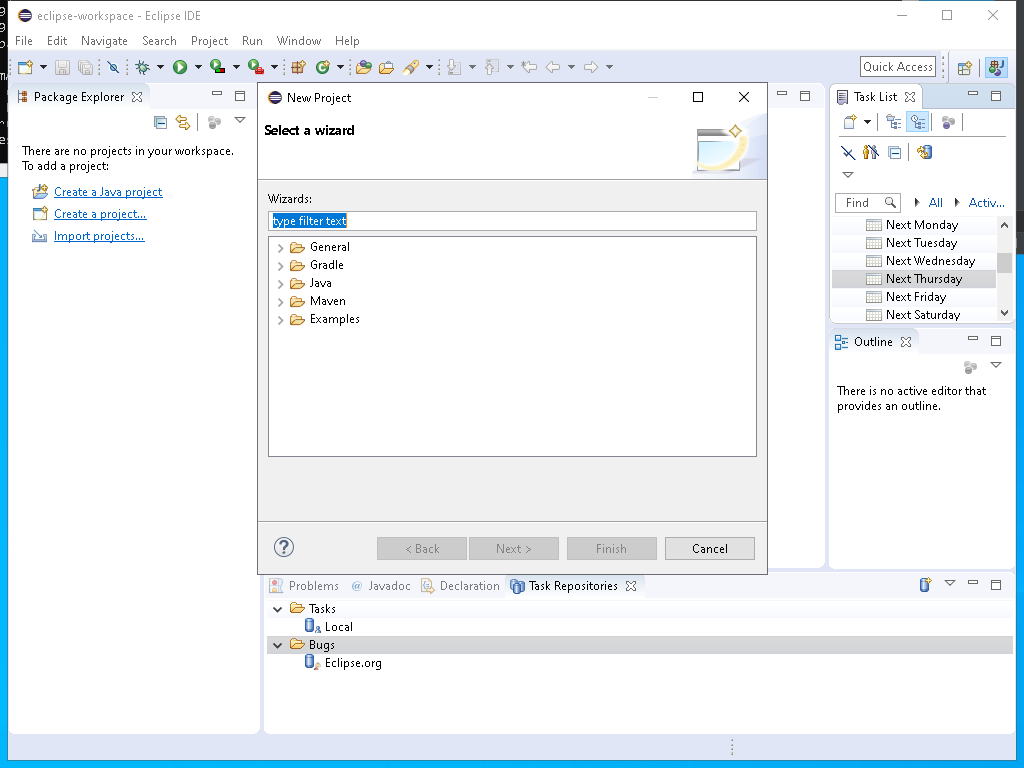 eclipse-workspace - Eclipse IDE
File Edit Navigate Search Project Run Window Help
Quick Access
Package Explorer
There are no projects in your workspace.
To add a project:
Create a Java project
Create a project...
Import projects...
New Project
Select a wizard
Wizards:
type filter text
General
Gradle
Java
Maven
Examples
< Back Next > Finish Cancel
Task List
Find All Activ...
Next Monday
Next Tuesday
Next Wednesday
Next Thursday
Next Friday
Next Saturday
Outline
There is no active editor that
provides an outline.
Problems @ Javadoc Declaration Task Repositories
Tasks
Local
Bugs
Eclipse.org